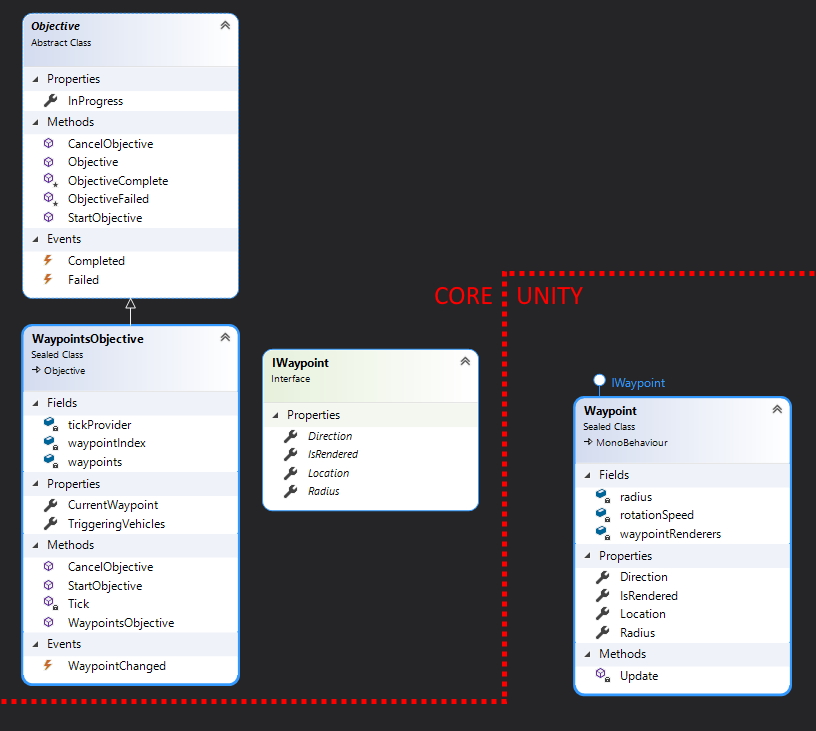 Objective
Abstract Class
Properties
InProgress
Methods
CancelObjective
Objective
ObjectiveComplete
ObjectiveFailed
StartObjective
Events
Completed
Failed
WaypointsObjective
Sealed Class
Objective
Fields
tickProvider
waypointIndex
waypoints
Properties
CurrentWaypoint
TriggeringVehicles
Methods
CancelObjective
StartObjective
Tick
WaypointsObjective
Events
WaypointChanged
IWaypoint
Interface
Properties
Direction
IsRendered
Location
Radius
CORE
UNITY
IWaypoint
Waypoint
Sealed Class
MonoBehaviour
Fields
radius
rotationSpeed
waypointRenderers
Properties
Direction
IsRendered
Location
Radius
Methods
Update